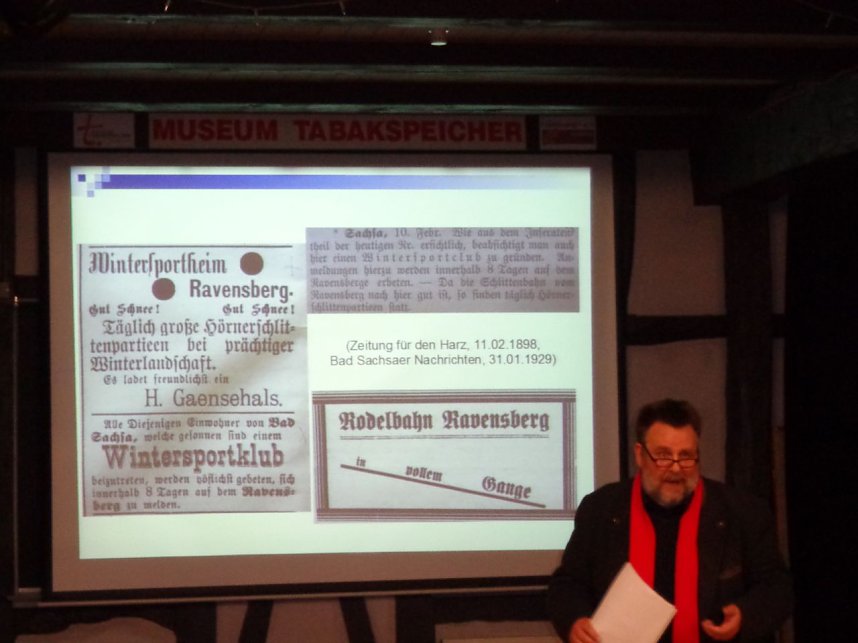 MUSEUM TABAKSPEICHER
Wintersportheim
Ravensberg.
Gut Schnee! Gut Schnee!
Täglich große Hörnerschlit-
tenpartieen bei prächtiger
Winterlandschaft.
Es ladet freundlichst ein
H. Gaensehals.
Alle Diejenigen Einwohner von Bad
Sachsa, welche gesonnen sind einem
Wintersportklub
beizutreten, werden höflichst gebeten, sich
innerhalb 8 Tagen auf dem Ravens-
berg zu melden.
* Sachsa, 10. Febr. Wie aus dem Inseraten-
theil der heutigen Nr. ersichtlich, beabsichtigt man auch
hier einen Wintersportclub zu gründen. An-
meldungen hierzu werden innerhalb 8 Tagen auf dem
Ravensberge erbeten. — Da die Schlittenbahn vom
Ravensberg nach hier gut ist, so finden täglich Hörner-
schlittenpartieen statt.
(Zeitung für den Harz, 11.02.1898,
Bad Sachsaer Nachrichten, 31.01.1929)
Rodelbahn Ravensberg
in vollem Gange